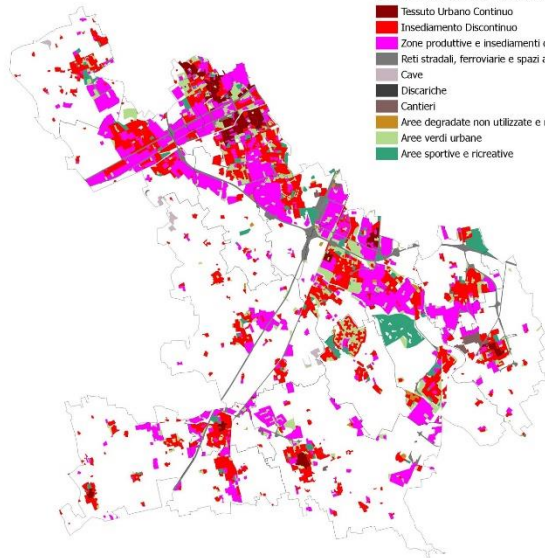 Tessuto Urbano Continuo
Insediamento Discontinuo
Zone produttive e insediamenti
Reti stradali, ferroviarie e spazi
Cave
Discariche
Cantieri
Aree degradate non utilizzate e
Aree verdi urbane
Aree sportive e ricreative